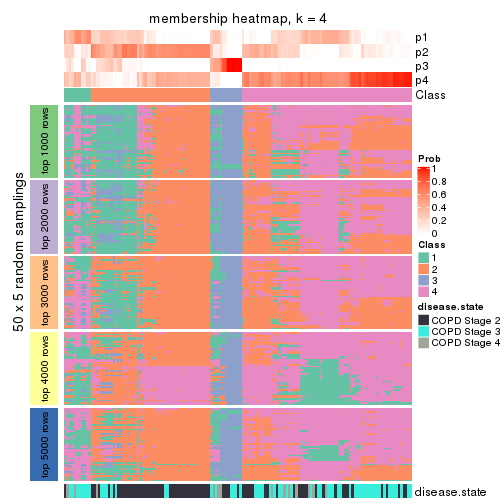 membership heatmap, k = 4
p1
p2
p3
p4
Class
50 x 5 random samplings
top 1000 rows
top 2000 rows
top 3000 rows
top 4000 rows
top 5000 rows
Prob
1
0.8
0.6
0.4
0.2
0
Class
1
2
3
4
disease.state
COPD Stage 2
COPD Stage 3
COPD Stage 4
disease.state